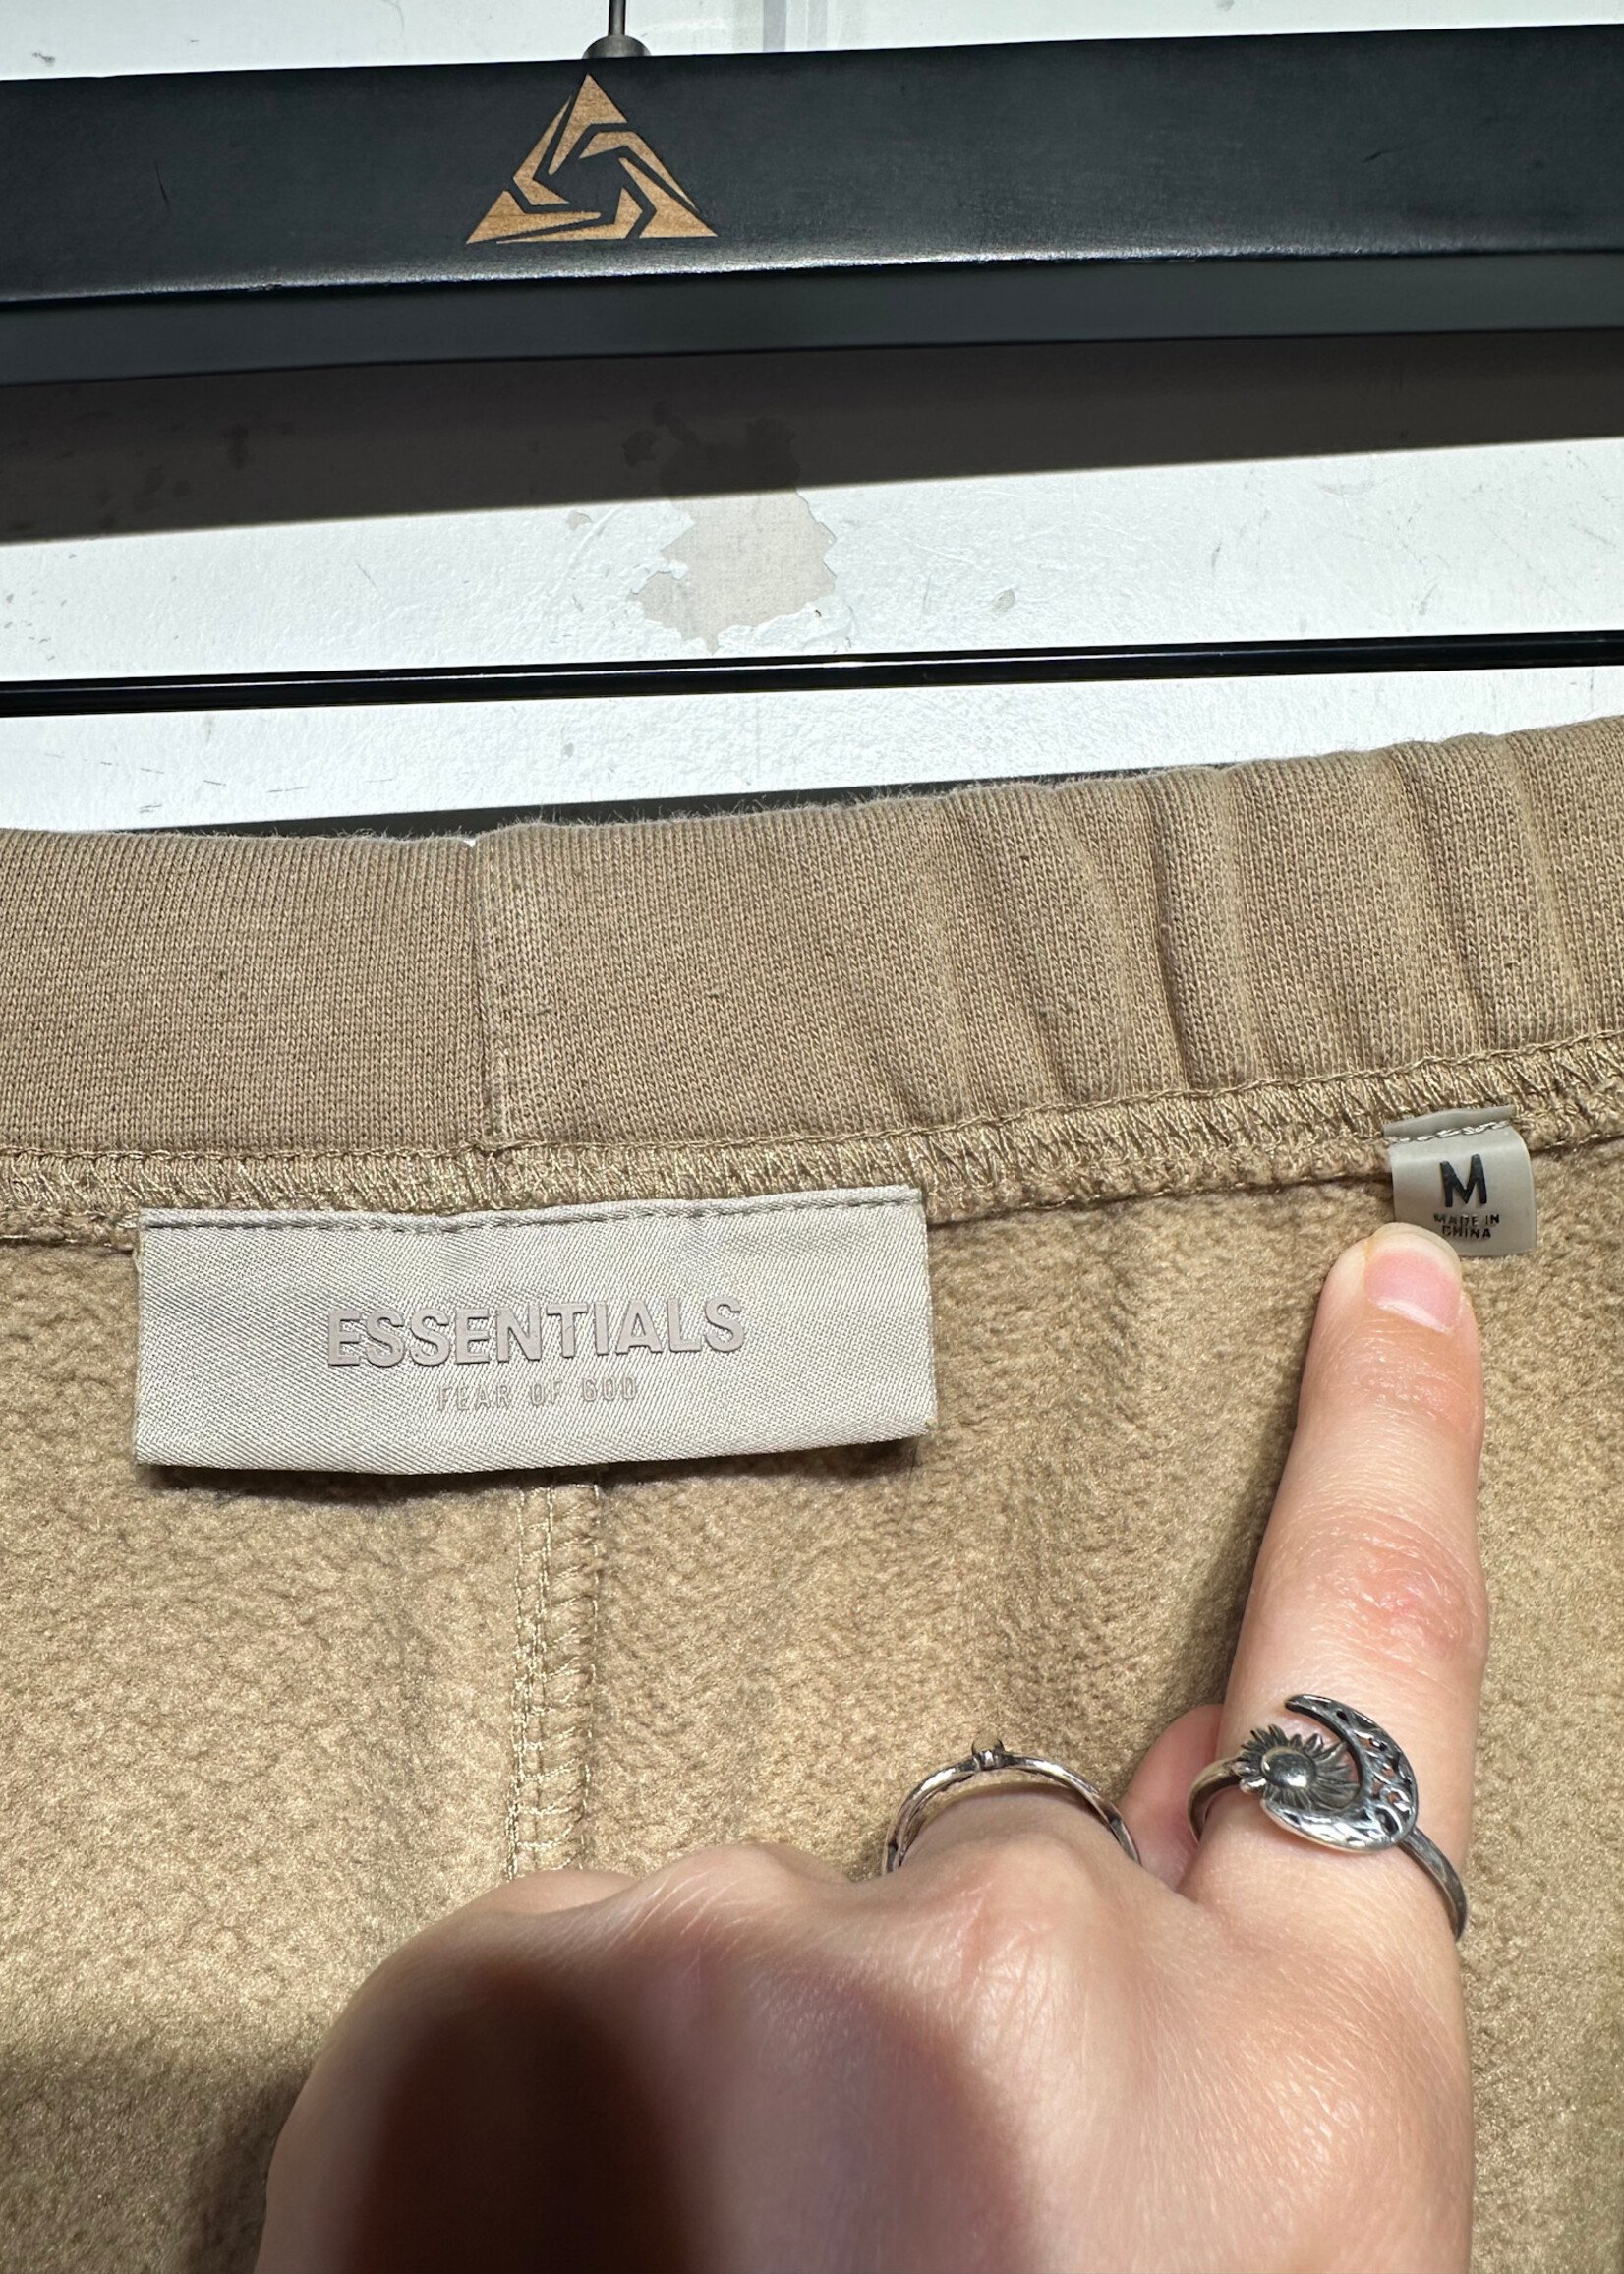 M
MADE IN
CHINA
ESSENTIALS
FEAR OF GOD